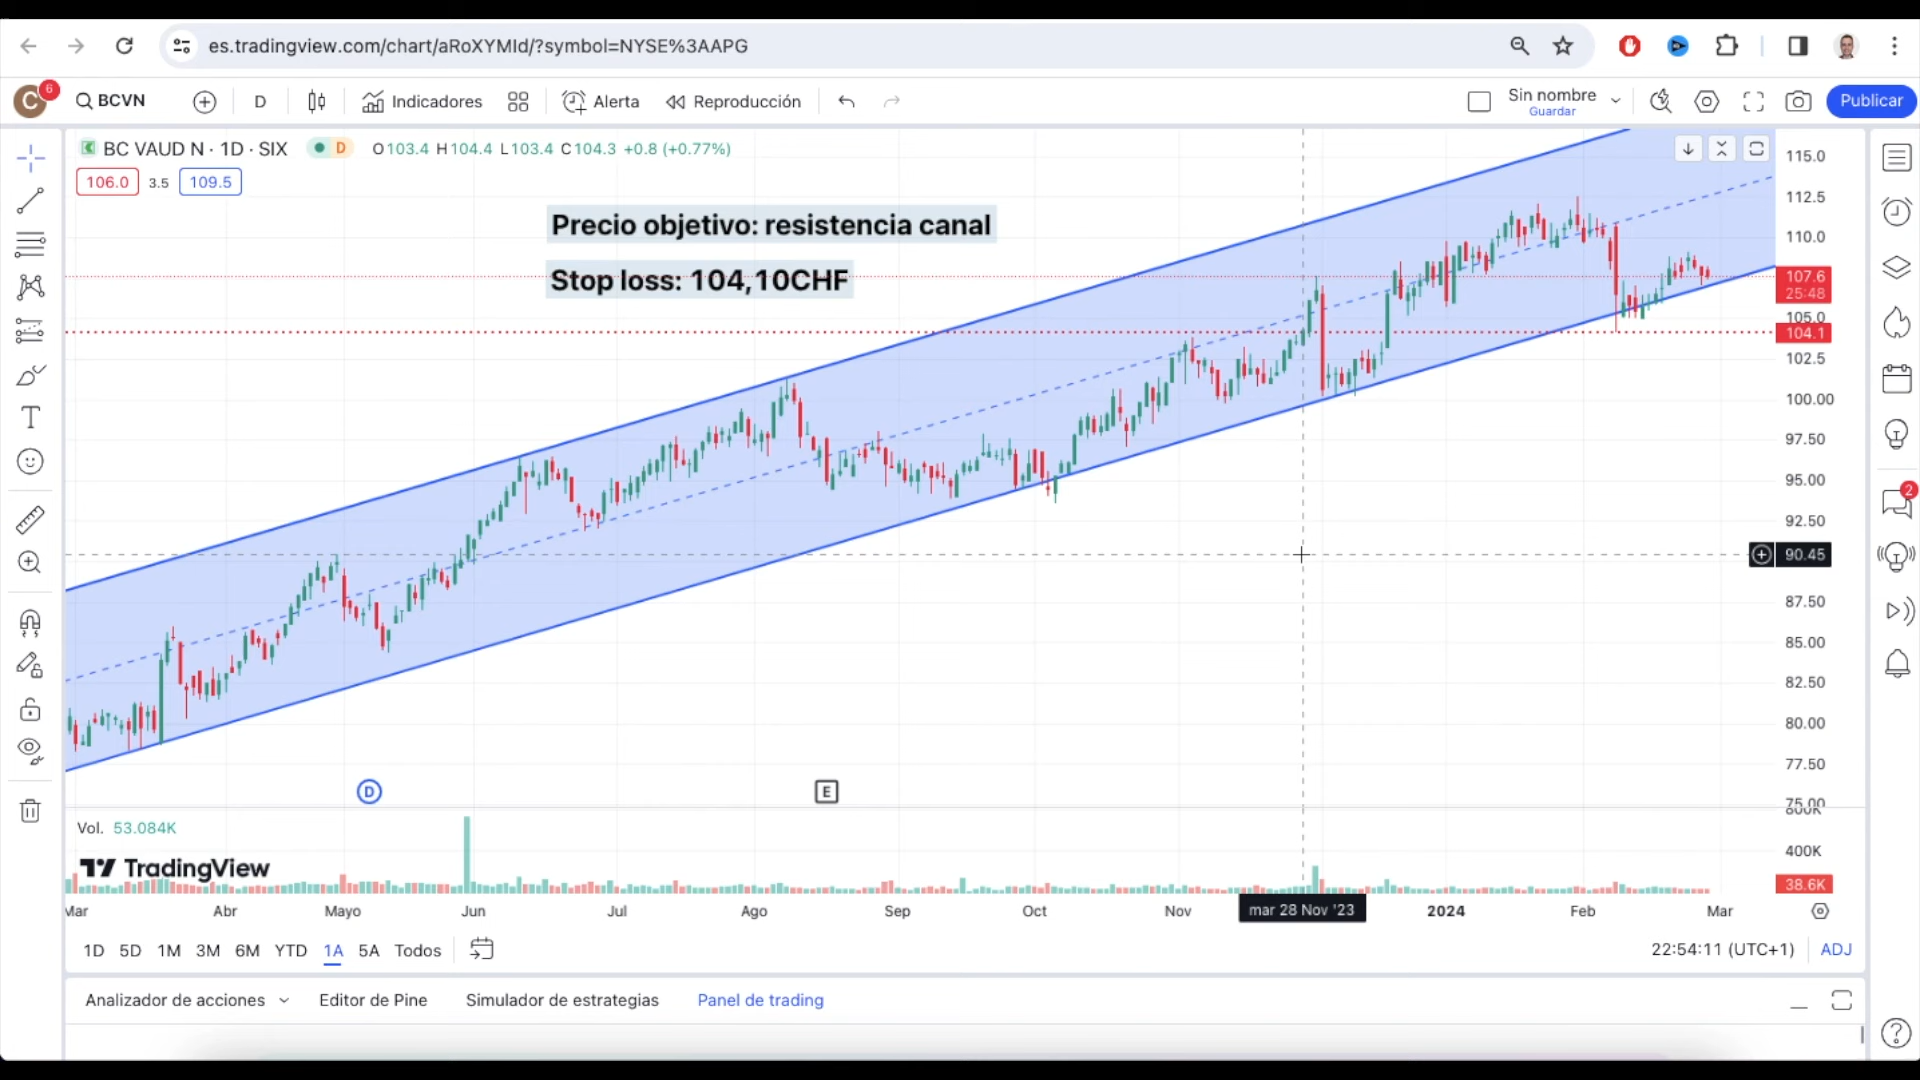 es.tradingview.com/chart/aRoXYMId/?symbol=NYSE%3AAPG
C 6 BCVN D Indicadores Alerta Reproducción Sin nombre Guardar Publicar
BC VAUD N · 1D · SIX D O103.4 H104.4 L103.4 C104.3 +0.8 (+0.77%)
106.0 3.5 109.5
Precio objetivo: resistencia canal
Stop loss: 104,10CHF
115.0
112.5
110.0
107.6
25:48
105.0
104.1
102.5
100.00
97.50
95.00
92.50
90.45
87.50
85.00
82.50
80.00
77.50
75.00
800K
400K
38.6K
2
D E
Vol. 53.084K
TradingView
Mar Abr Mayo Jun Jul Ago Sep Oct Nov mar 28 Nov '23 2024 Feb Mar
1D 5D 1M 3M 6M YTD 1A 5A Todos 22:54:11 (UTC+1) ADJ
Analizador de acciones Editor de Pine Simulador de estrategias Panel de trading